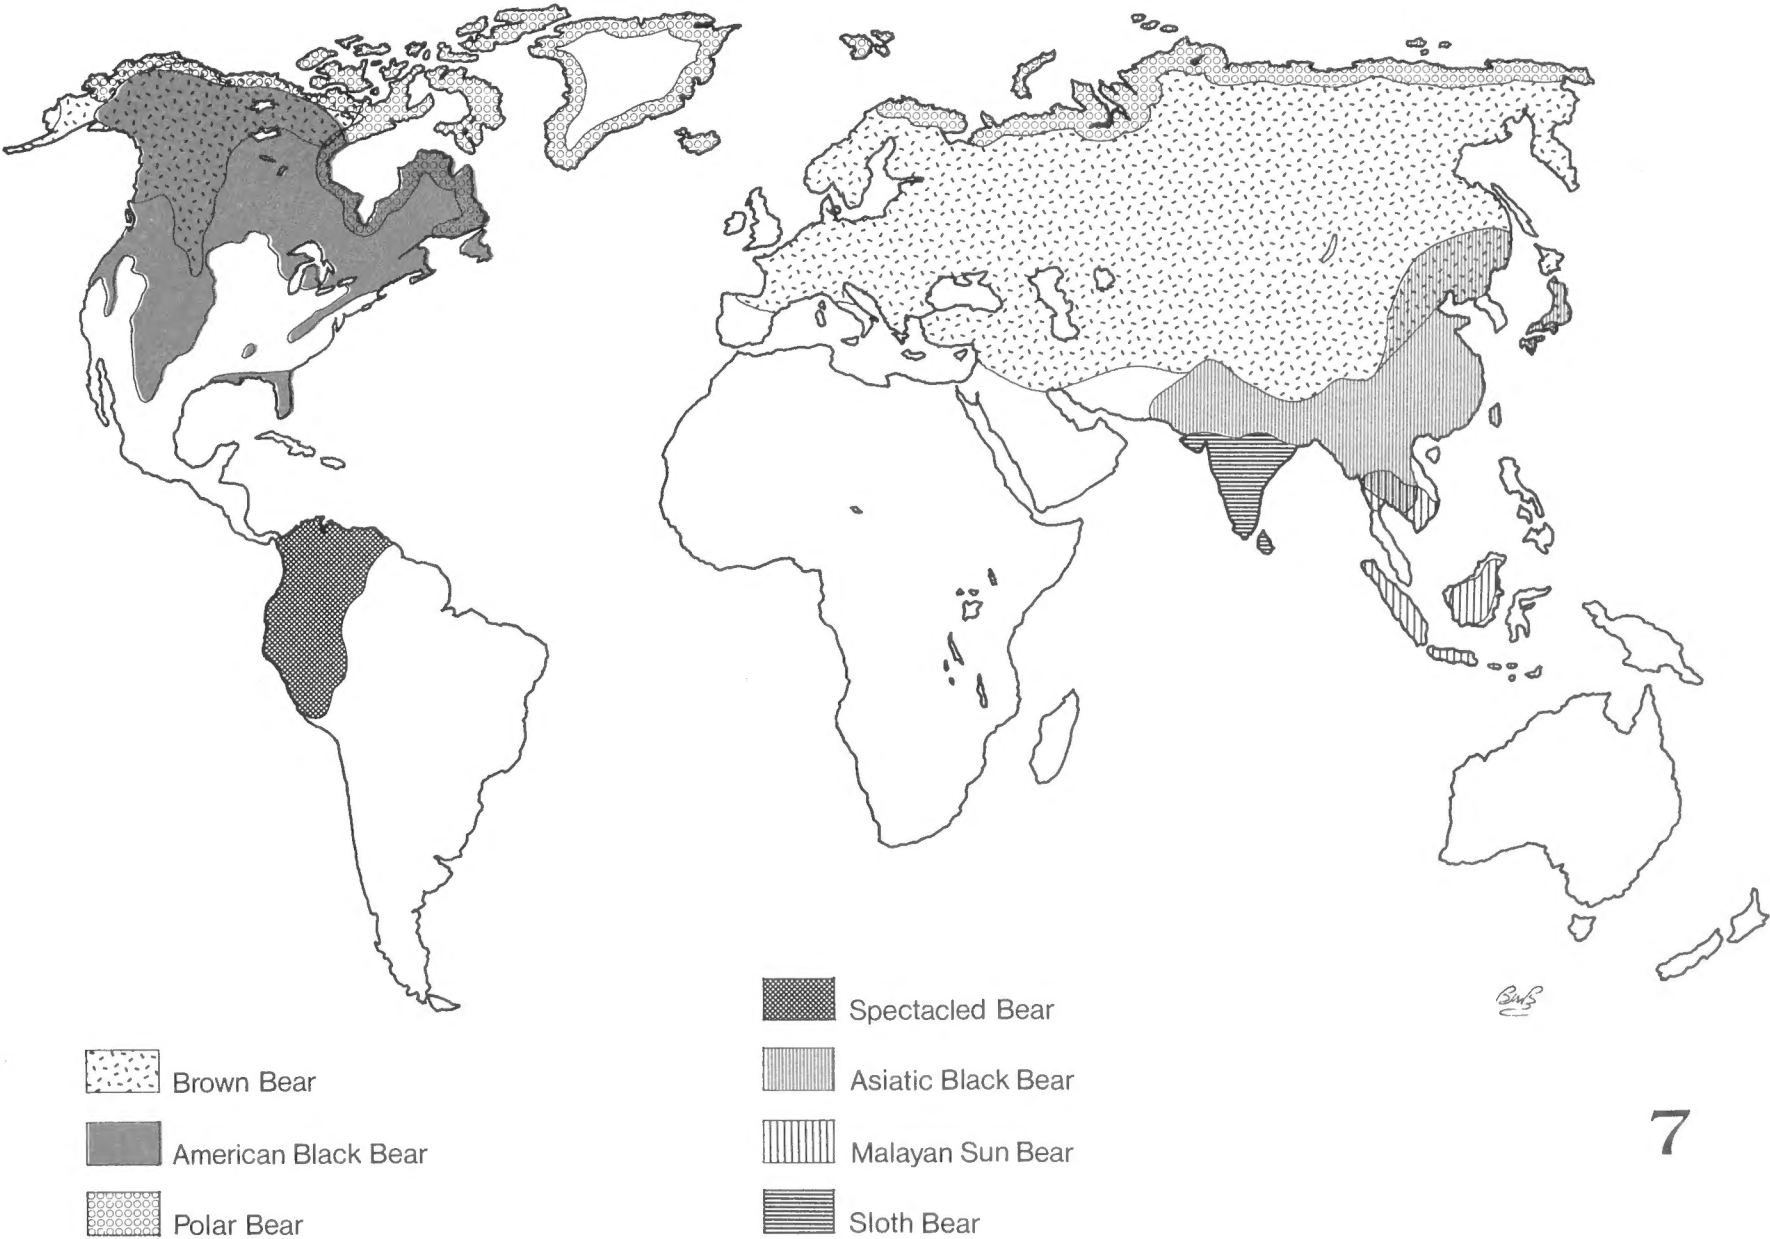 Brown Bear
American Black Bear
Polar Bear
Spectacled Bear
Asiatic Black Bear
Malayan Sun Bear
Sloth Bear
7